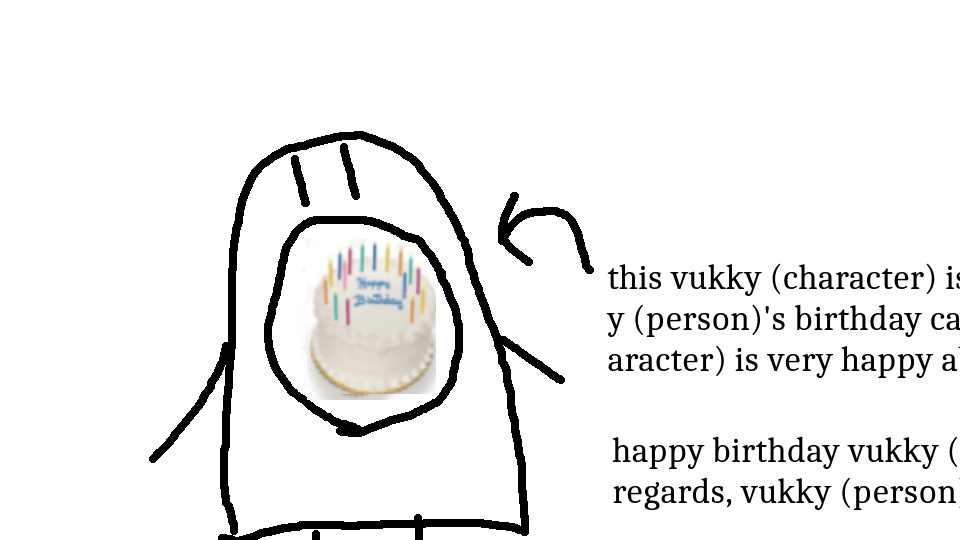 Happy
Birthday
this vukky (character) is
y (person)'s birthday ca
aracter) is very happy a
happy birthday vukky (
regards, vukky (person)